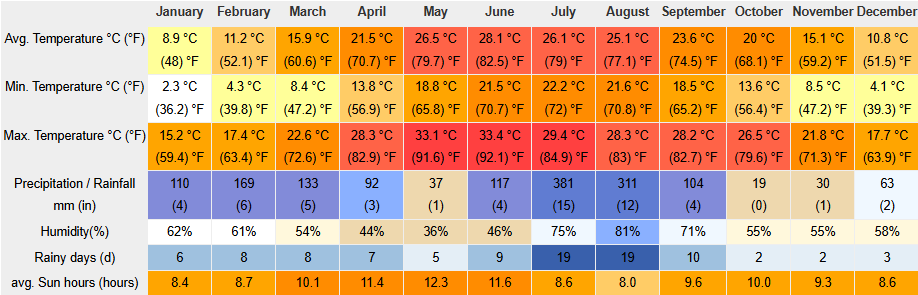 January February March April May June July August September October November December
Avg. Temperature °C (°F) 8.9 °C 11.2 °C 15.9 °C 21.5 °C 26.5 °C 28.1 °C 26.1 °C 25.1 °C 23.6 °C 20 °C 15.1 °C 10.8 °C
(48) °F (52.1) °F (60.6) °F (70.7) °F (79.7) °F (82.5) °F (79) °F (77.1) °F (74.5) °F (68.1) °F (59.2) °F (51.5) °F
Min. Temperature °C (°F) 2.3 °C 4.3 °C 8.4 °C 13.8 °C 18.8 °C 21.5 °C 22.2 °C 21.6 °C 18.5 °C 13.6 °C 8.5 °C 4.1 °C
(36.2) °F (39.8) °F (47.2) °F (56.9) °F (65.8) °F (70.7) °F (72) °F (70.8) °F (65.2) °F (56.4) °F (47.2) °F (39.3) °F
Max. Temperature °C (°F) 15.2 °C 17.4 °C 22.6 °C 28.3 °C 33.1 °C 33.4 °C 29.4 °C 28.3 °C 28.2 °C 26.5 °C 21.8 °C 17.7 °C
(59.4) °F (63.4) °F (72.6) °F (82.9) °F (91.6) °F (92.1) °F (84.9) °F (83) °F (82.7) °F (79.6) °F (71.3) °F (63.9) °F
Precipitation / Rainfall 110 169 133 92 37 117 381 311 104 19 30 63
mm (in) (4) (6) (5) (3) (1) (4) (15) (12) (4) (0) (1) (2)
Humidity(%) 62% 61% 54% 44% 36% 46% 75% 81% 71% 55% 55% 58%
Rainy days (d) 6 8 8 7 5 9 19 19 10 2 2 3
avg. Sun hours (hours) 8.4 8.7 10.1 11.4 12.3 11.6 8.6 8.0 9.6 10.0 9.3 8.6